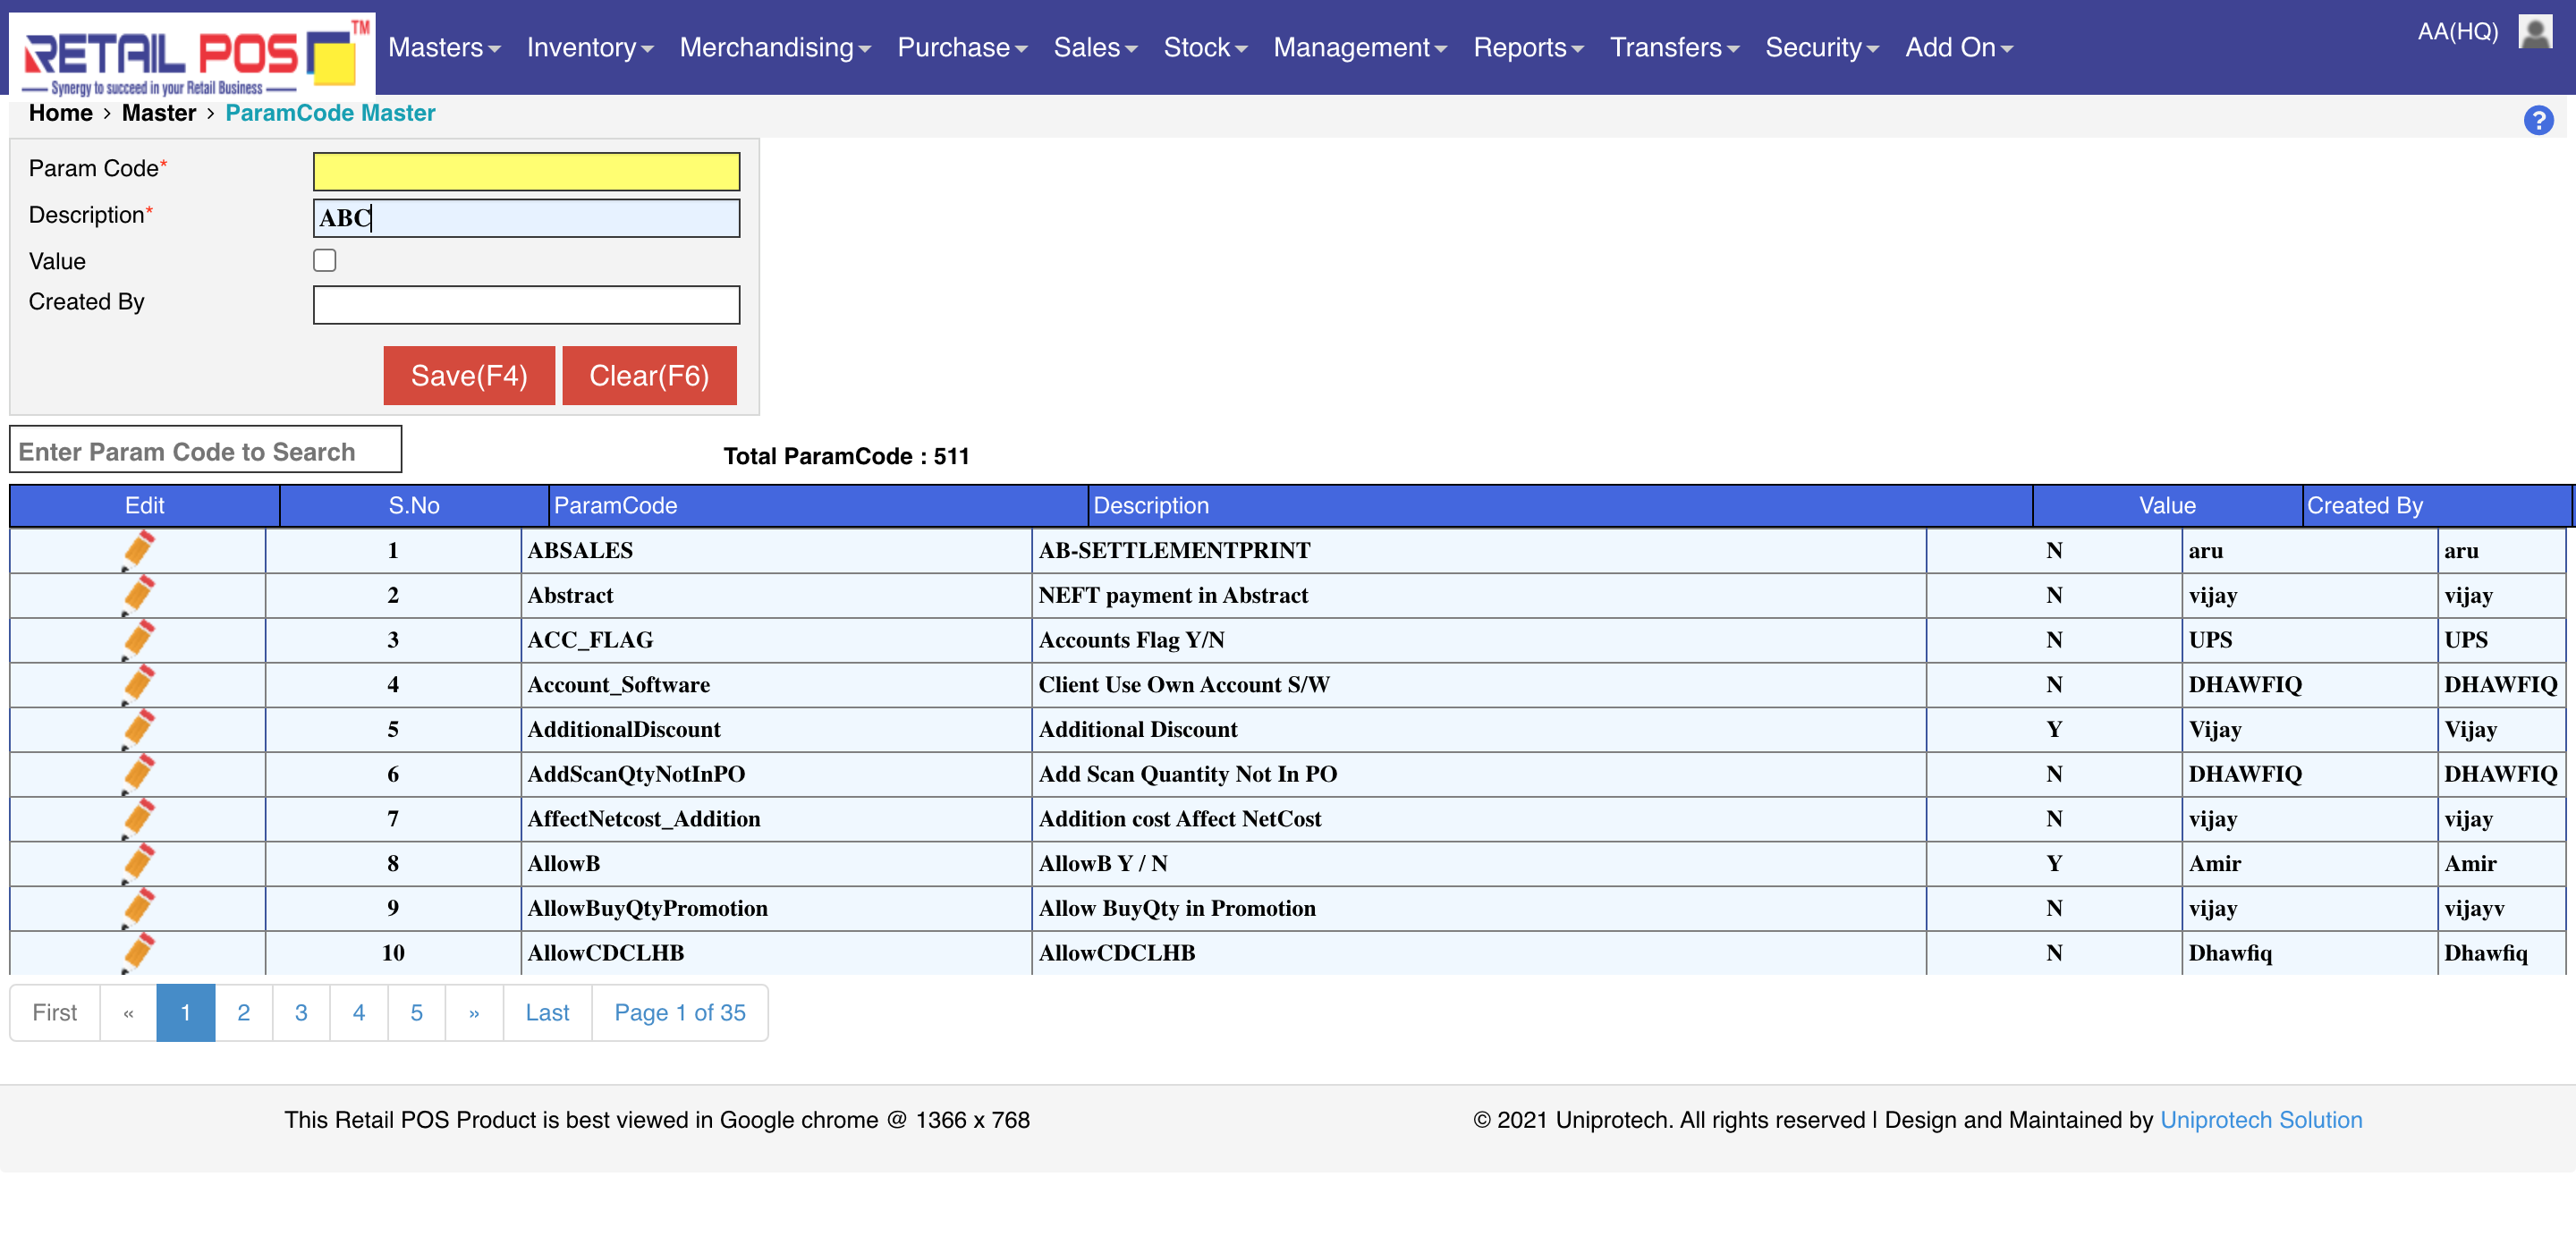 RETAIL POS TM
Synergy to succeed in your Retail Business
Masters Inventory Merchandising Purchase Sales Stock Management Reports Transfers Security Add On
AA(HQ)
Home › Master › ParamCode Master
?
Param Code*
Description* ABC
Value
Created By
Save(F4) Clear(F6)
Enter Param Code to Search
Total ParamCode : 511
Edit S.No ParamCode Description Value Created By
1 ABSALES AB-SETTLEMENTPRINT N aru aru
2 Abstract NEFT payment in Abstract N vijay vijay
3 ACC_FLAG Accounts Flag Y/N N UPS UPS
4 Account_Software Client Use Own Account S/W N DHAWFIQ DHAWFIQ
5 AdditionalDiscount Additional Discount Y Vijay Vijay
6 AddScanQtyNotInPO Add Scan Quantity Not In PO N DHAWFIQ DHAWFIQ
7 AffectNetcost_Addition Addition cost Affect NetCost N vijay vijay
8 AllowB AllowB Y / N Y Amir Amir
9 AllowBuyQtyPromotion Allow BuyQty in Promotion N vijay vijayv
10 AllowCDCLHB AllowCDCLHB N Dhawfiq Dhawfiq
First « 1 2 3 4 5 » Last Page 1 of 35
This Retail POS Product is best viewed in Google chrome @ 1366 x 768
© 2021 Uniprotech. All rights reserved | Design and Maintained by Uniprotech Solution